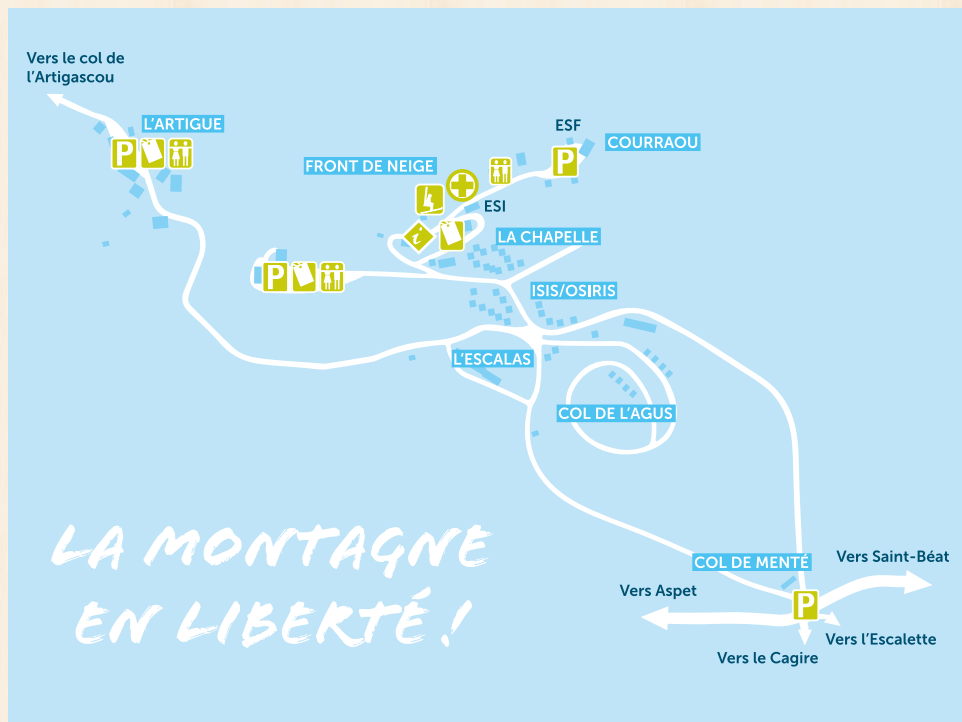 Vers le col de
l'Artigascou
L'ARTIGUE
P
ESF
COURRAOU
P
FRONT DE NEIGE
ESI
i
LA CHAPELLE
P
ISIS/OSIRIS
L'ESCALAS
COL DE L'AGUS
LA MONTAGNE
EN LIBERTÉ !
COL DE MENTÉ
Vers Saint-Béat
Vers Aspet
P
Vers l'Escalette
Vers le Cagire